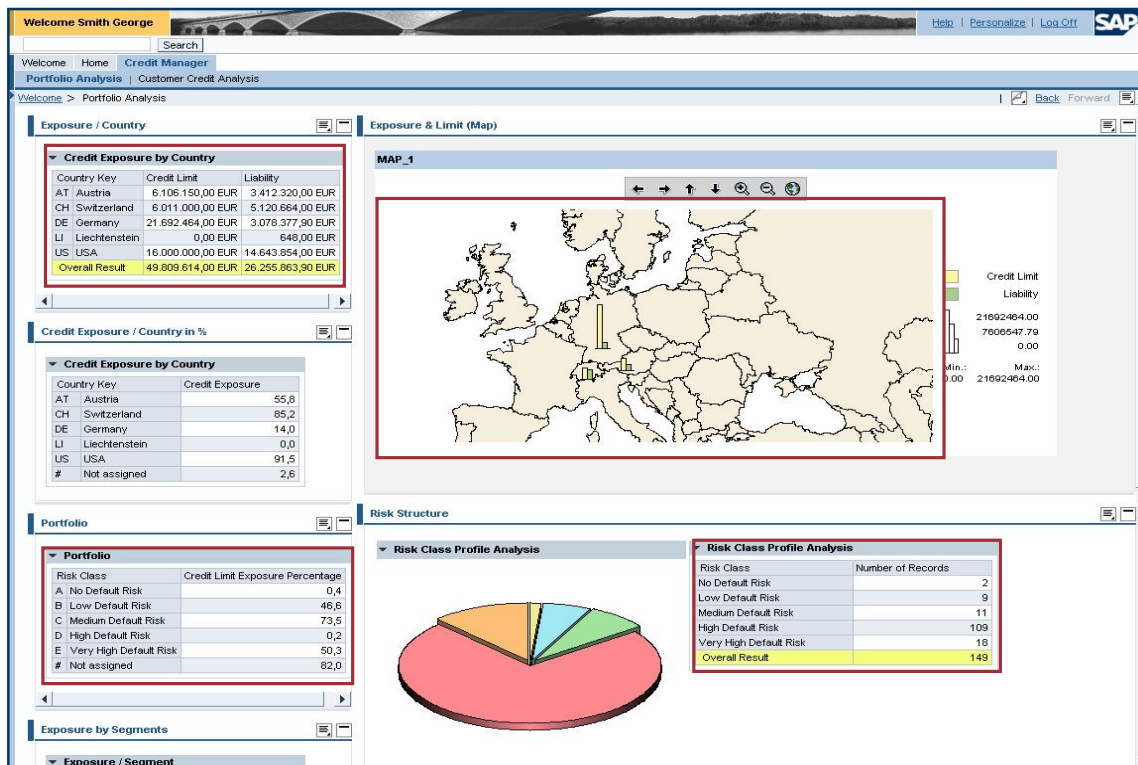 Welcome Smith George
Help | Personalize | Log Off
SAP
Search
Welcome Home Credit Manager
Portfolio Analysis | Customer Credit Analysis
Welcome > Portfolio Analysis
Back Forward
Exposure / Country
Credit Exposure by Country
Country Key Credit Limit Liability
AT Austria 6.106.150,00 EUR 3.412.320,00 EUR
CH Switzerland 6.011.000,00 EUR 5.120.664,00 EUR
DE Germany 21.692.464,00 EUR 3.078.377,90 EUR
LI Liechtenstein 0,00 EUR 648,00 EUR
US USA 16.000.000,00 EUR 14.643.854,00 EUR
Overall Result 49.809.614,00 EUR 26.255.863,90 EUR
Exposure & Limit (Map)
MAP_1
Credit Limit
Liability
21692464.00
7606547.79
0.00
Min.: Max.:
0.00 21692464.00
Credit Exposure / Country in %
Credit Exposure by Country
Country Key Credit Exposure
AT Austria 55,8
CH Switzerland 85,2
DE Germany 14,0
LI Liechtenstein 0,0
US USA 91,5
# Not assigned 2,6
Portfolio
Portfolio
Risk Class Credit Limit Exposure Percentage
A No Default Risk 0,4
B Low Default Risk 46,6
C Medium Default Risk 73,5
D High Default Risk 0,2
E Very High Default Risk 50,3
# Not assigned 82,0
Risk Structure
Risk Class Profile Analysis
Risk Class Profile Analysis
Risk Class Number of Records
No Default Risk 2
Low Default Risk 9
Medium Default Risk 11
High Default Risk 109
Very High Default Risk 18
Overall Result 149
Exposure by Segments
Exposure / Segment